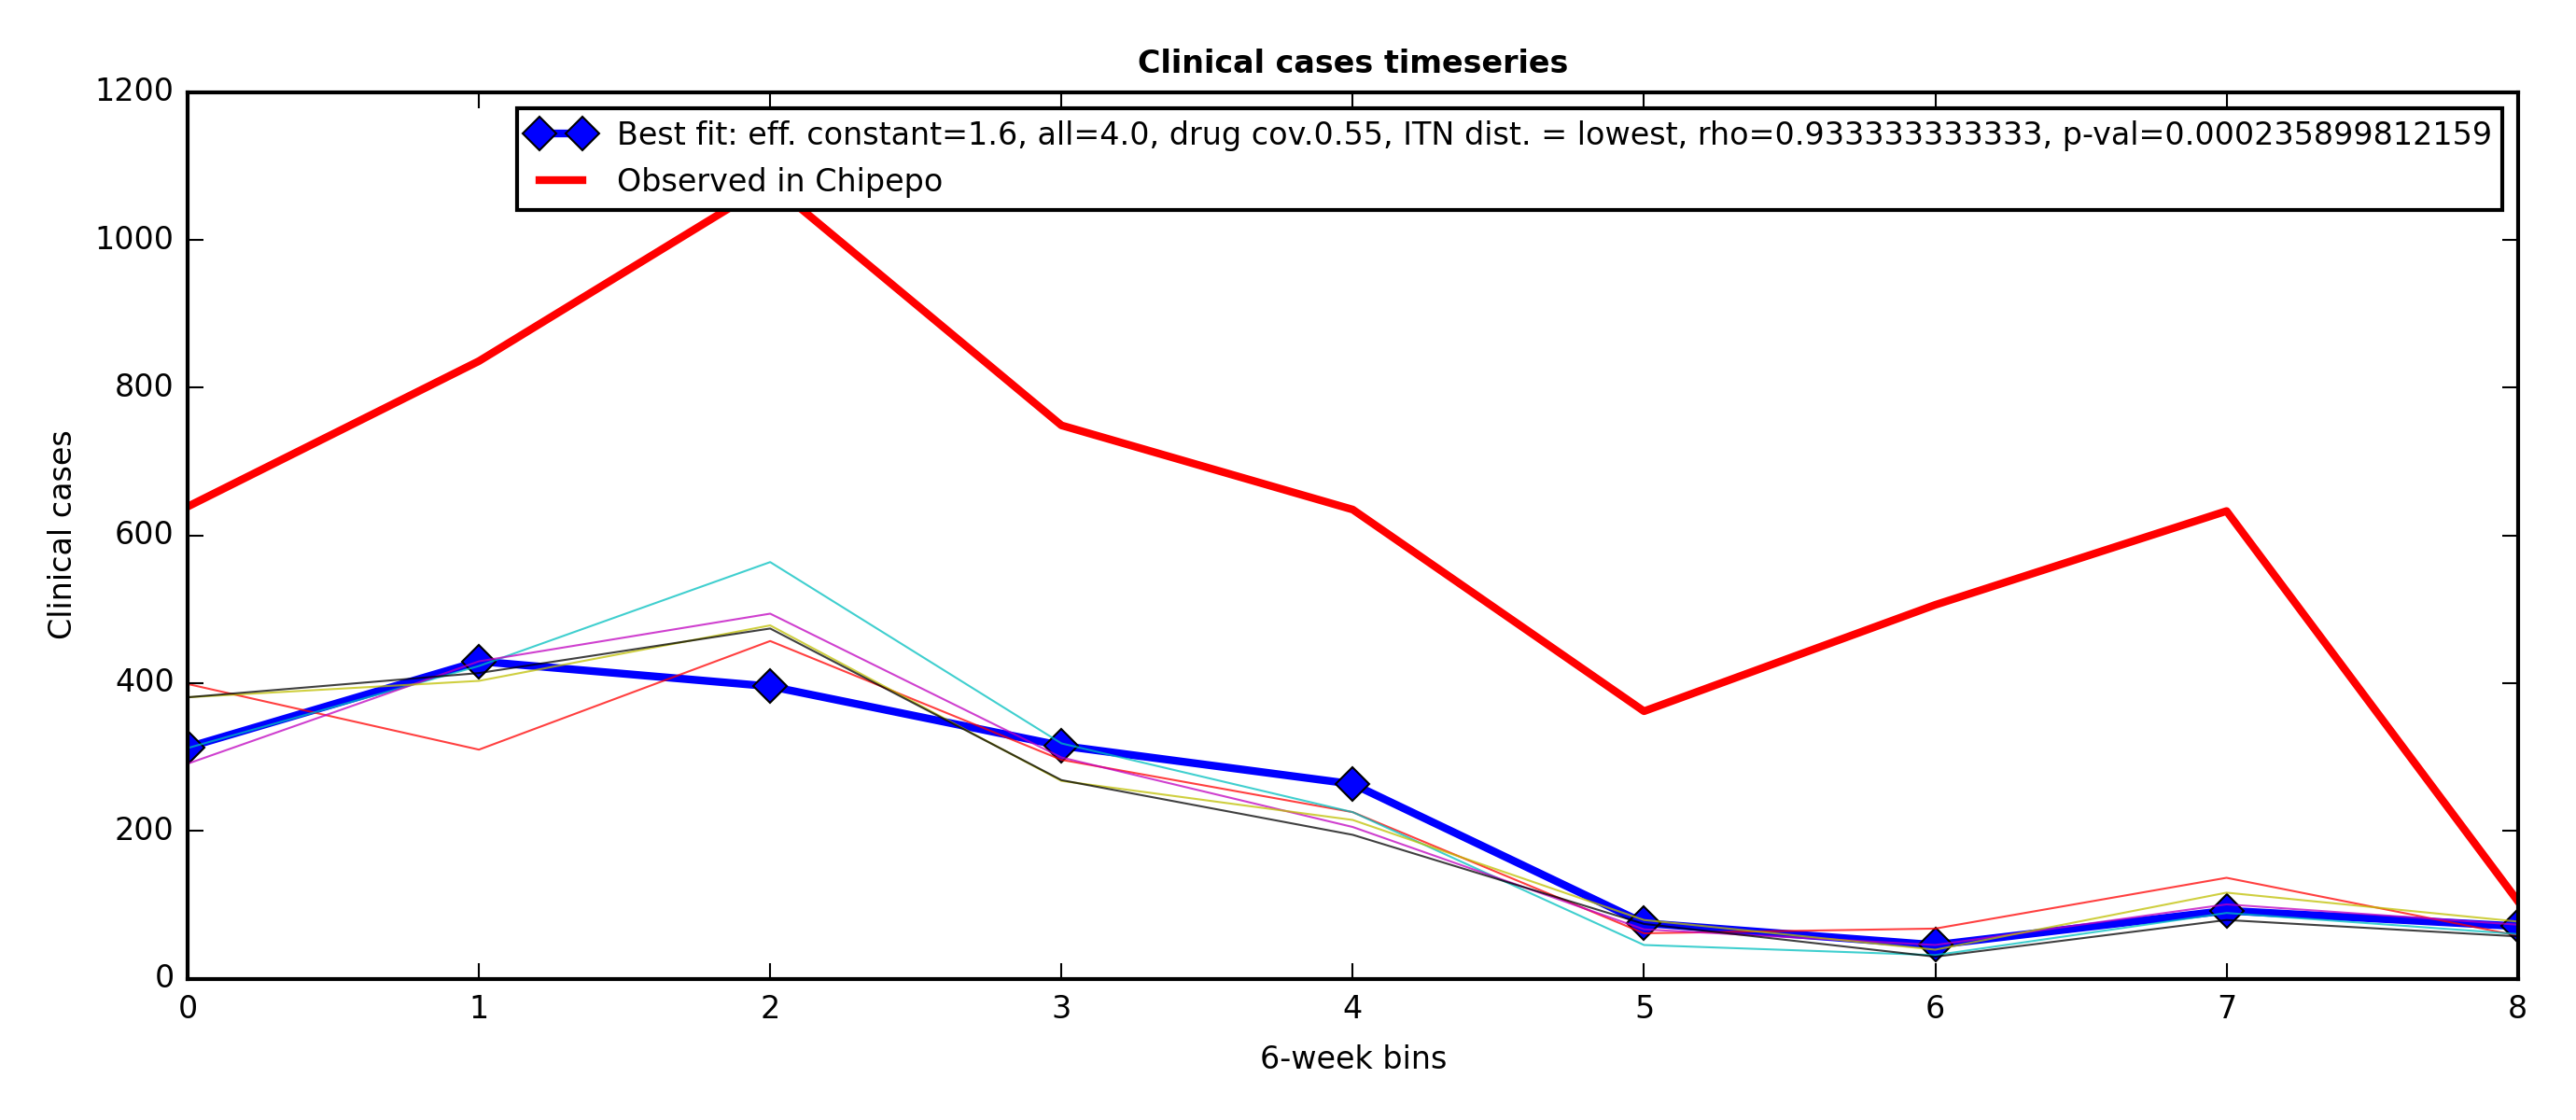 Clinical cases timeseries
Best fit: eff. constant=1.6, all=4.0, drug cov.0.55, ITN dist. = lowest, rho=0.933333333333, p-val=0.000235899812159
Observed in Chipepo
1200
1000
800
600
400
200
0
Clinical cases
0 1 2 3 4 5 6 7 8
6-week bins